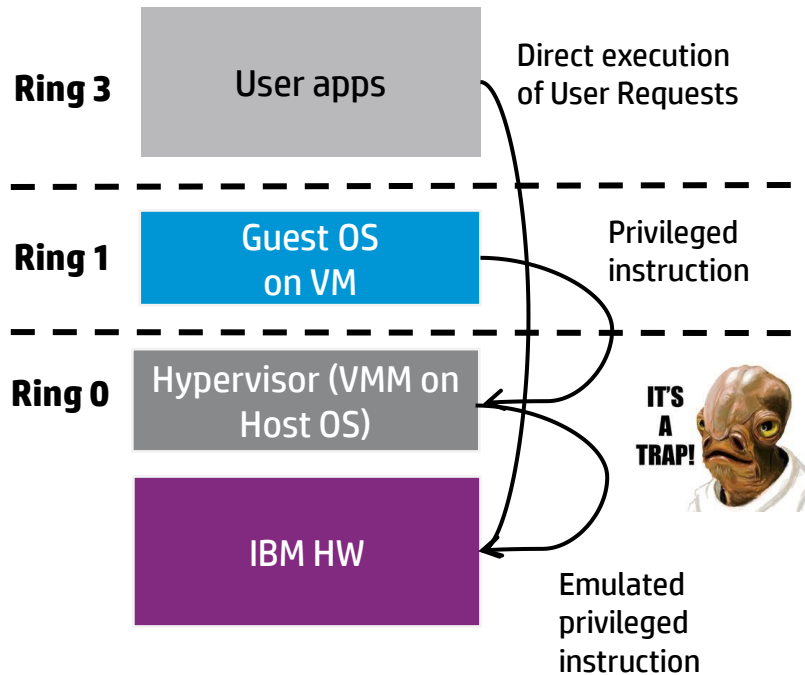 Ring 3
User apps
Direct execution
of User Requests
Ring 1
Guest OS
on VM
Privileged
instruction
Ring 0
Hypervisor (VMM on
Host OS)
IT'S
A
TRAP!
IBM HW
Emulated
privileged
instruction